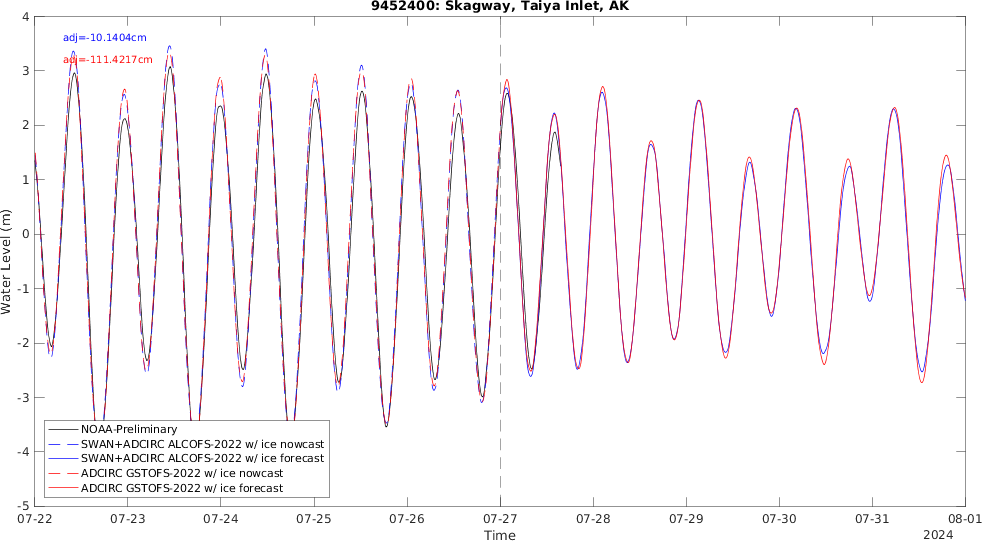 9452400: Skagway, Taiya Inlet, AK
adj=-10.1404cm
adj=-111.4217cm
4
3
2
1
0
-1
-2
-3
-4
-5
Water Level (m)
NOAA-Preliminary
SWAN+ADCIRC ALCOFS-2022 w/ ice nowcast
SWAN+ADCIRC ALCOFS-2022 w/ ice forecast
ADCIRC GSTOFS-2022 w/ ice nowcast
ADCIRC GSTOFS-2022 w/ ice forecast
07-22 07-23 07-24 07-25 07-26 07-27 07-28 07-29 07-30 07-31 08-01
Time
2024